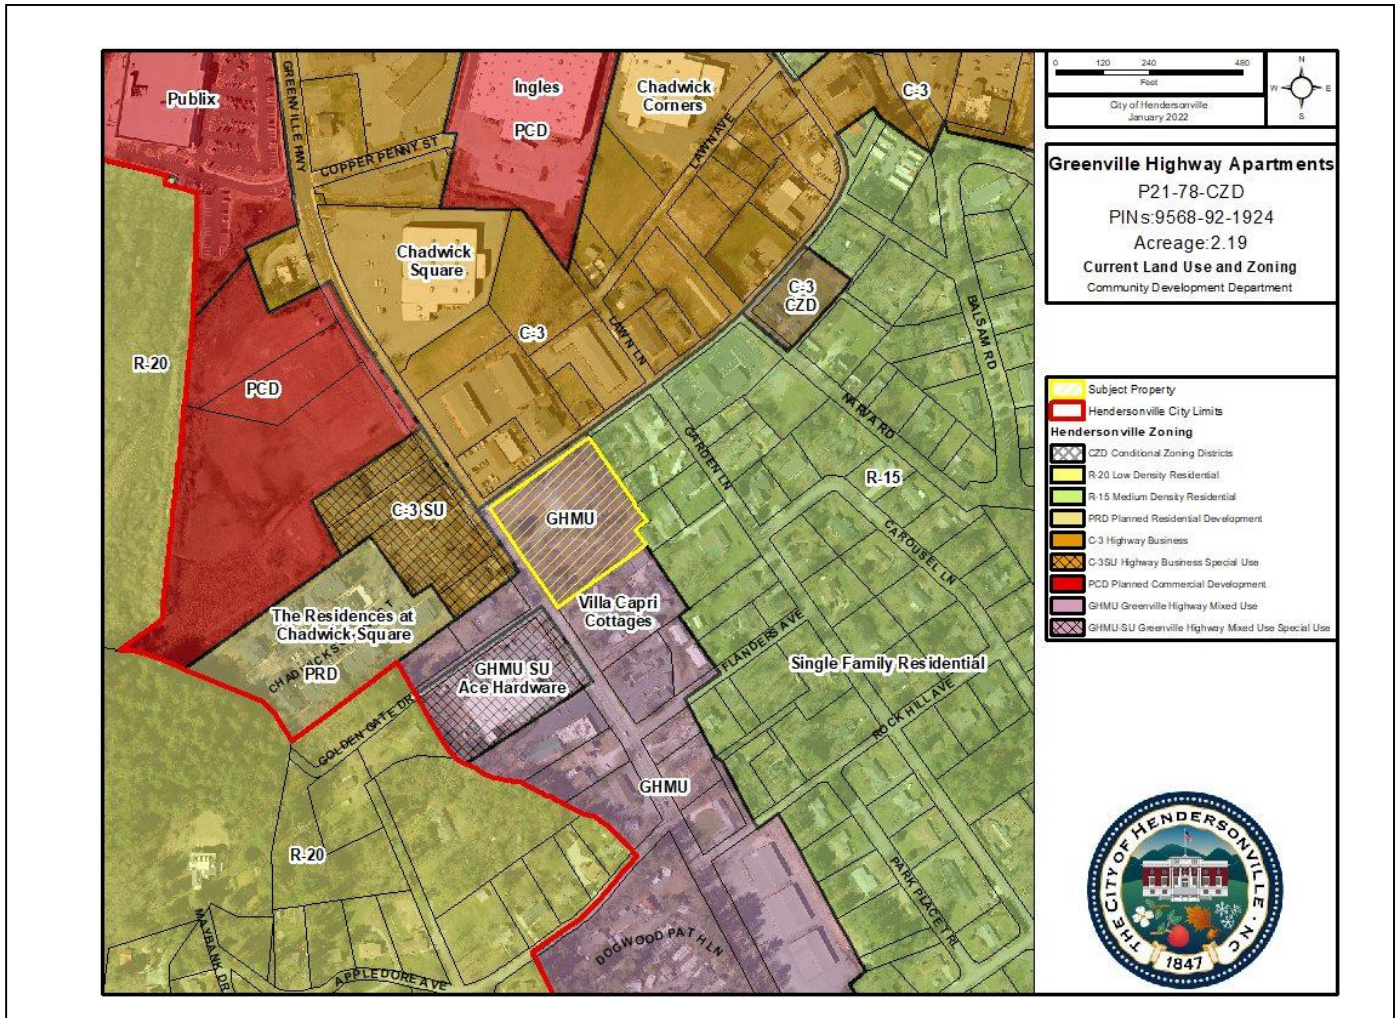 Publix
GREENVILLE HWY
Ingles
PCD
Chadwick
Corners
C-3
COPPER PENNY ST
LAWN AVE
Chadwick
Square
C-3
CZD
R-20
PCD
C-3
LAWN LN
BALSAM RD
NARVA RD
GARDEN LN
R-15
C-3 SU
GHMU
CAROUSEL LN
The Residences at
Chadwick Square
PRD
Villa Capri
Cottages
FLANDERS AVE
Single Family Residential
GHMU SU
Ace Hardware
GOLDEN GATE DR
ROCK HILL AVE
GHMU
R-20
PARK PLACE TRL
DOGWOOD PATH LN
MAYBANK DR
APPLEDORE AVE
0 120 240 480
Feet
City of Hendersonville
January 2022
N
W E
S
Greenville Highway Apartments
P21-78-CZD
PINs:9568-92-1924
Acreage:2.19
Current Land Use and Zoning
Community Development Department
Subject Property
Hendersonville City Limits
Hendersonville Zoning
CZD Conditional Zoning Districts
R-20 Low Density Residential
R-15 Medium Density Residential
PRD Planned Residential Development
C-3 Highway Business
C-3SU Highway Business Special Use
PCD Planned Commercial Development
GHMU Greenville Highway Mixed Use
GHMU-SU Greenville Highway Mixed Use Special Use
THE CITY OF HENDERSONVILLE · NC
1847